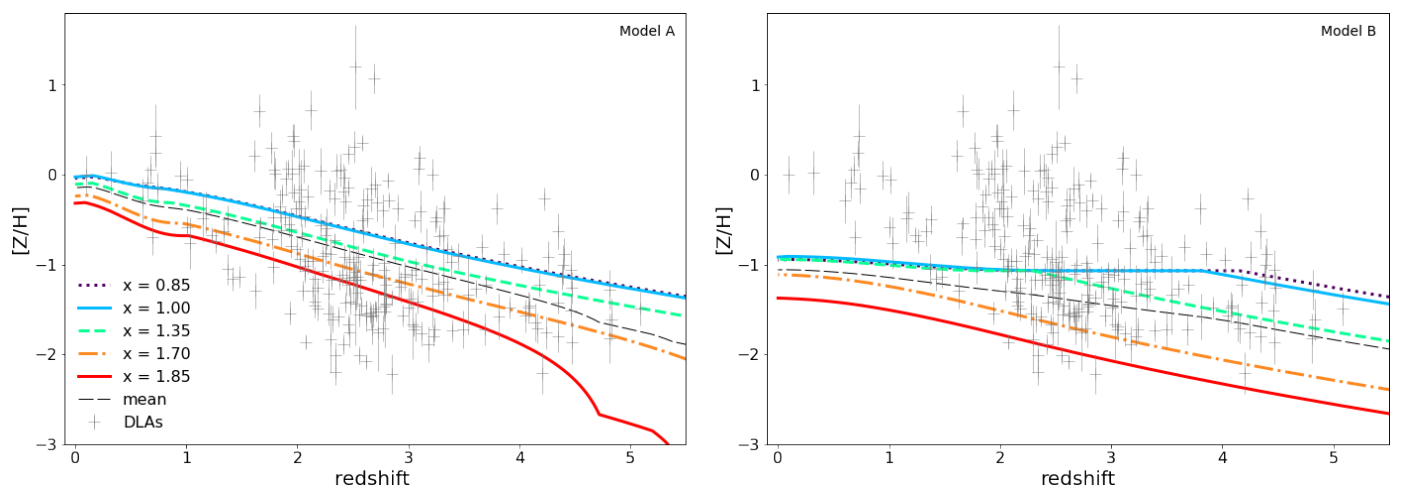 Model A
[Z/H]
1
0
−1
−2
−3
x = 0.85
x = 1.00
x = 1.35
x = 1.70
x = 1.85
mean
DLAs
0 1 2 3 4 5
redshift
Model B
[Z/H]
1
0
−1
−2
−3
0 1 2 3 4 5
redshift